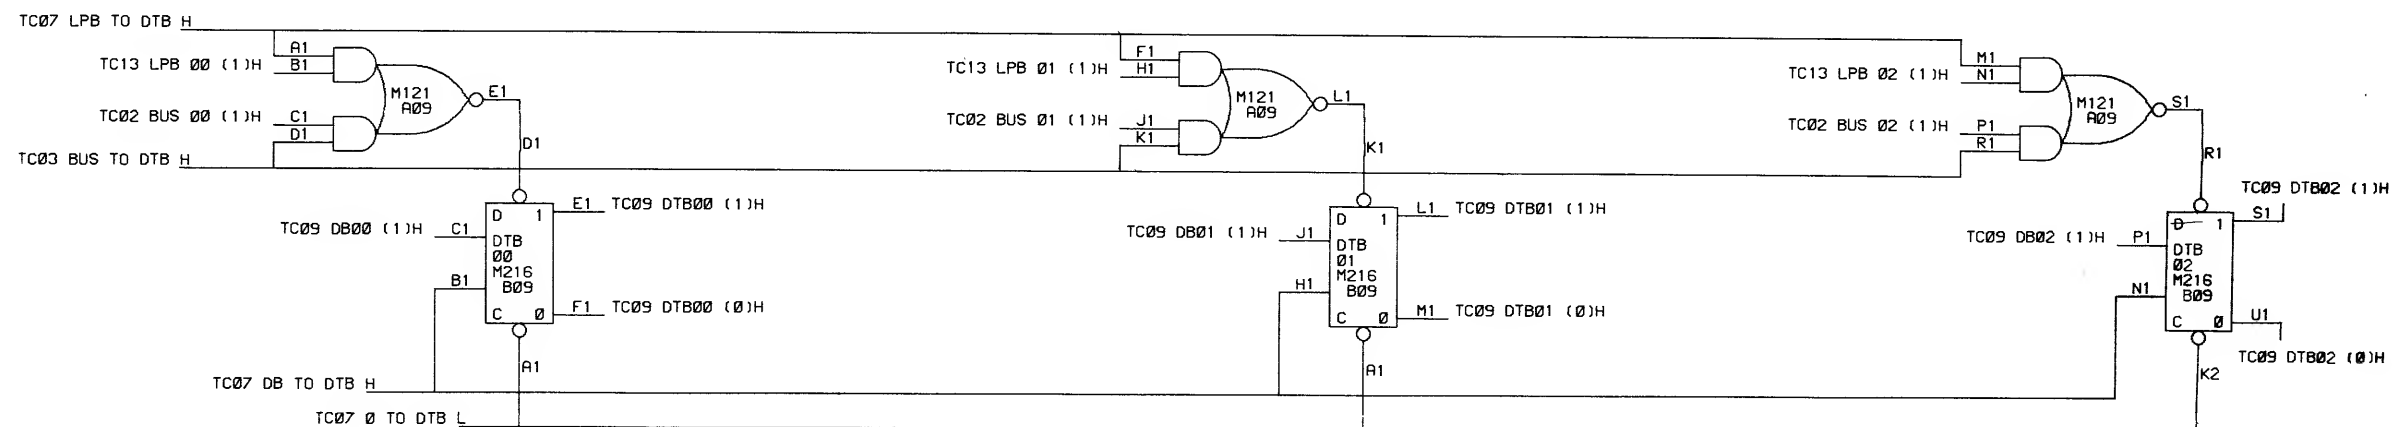 TC07 LPB TO DTB H
A1
B1
TC13 LPB 00 (1)H
M121
A09
E1
C1
TC02 BUS 00 (1)H
D1
D1
TC03 BUS TO DTB H
F1
H1
TC13 LPB 01 (1)H
M121
A09
L1
J1
TC02 BUS 01 (1)H
K1
K1
M1
N1
TC13 LPB 02 (1)H
M121
A09
S1
P1
TC02 BUS 02 (1)H
R1
R1
D 1
E1 TC09 DTB00 (1)H
TC09 DB00 (1)H C1
DTB
00
M216
B09
B1
C 0
F1 TC09 DTB00 (0)H
A1
D 1
L1 TC09 DTB01 (1)H
TC09 DB01 (1)H J1
DTB
01
M216
B09
H1
C 0
M1 TC09 DTB01 (0)H
A1
TC09 DTB02 (1)H
D 1
S1
TC09 DB02 (1)H P1
DTB
02
M216
B09
N1
C 0
U1
TC09 DTB02 (0)H
K2
TC07 DB TO DTB H
TC07 0 TO DTB L